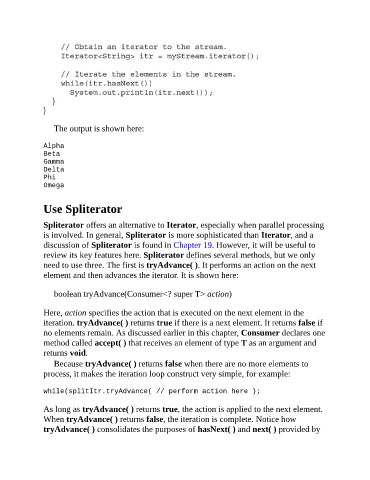 // Obtain an iterator to the stream.
Iterator<String> itr = myStream.iterator();
// Iterate the elements in the stream.
while(itr.hasNext())
System.out.println(itr.next());
}
}
The output is shown here:
Alpha
Beta
Gamma
Delta
Phi
Omega
Use Spliterator
Spliterator offers an alternative to Iterator, especially when parallel processing
is involved. In general, Spliterator is more sophisticated than Iterator, and a
discussion of Spliterator is found in Chapter 19. However, it will be useful to
review its key features here. Spliterator defines several methods, but we only
need to use three. The first is tryAdvance( ). It performs an action on the next
element and then advances the iterator. It is shown here:
boolean tryAdvance(Consumer<? super T> action)
Here, action specifies the action that is executed on the next element in the
iteration. tryAdvance( ) returns true if there is a next element. It returns false if
no elements remain. As discussed earlier in this chapter, Consumer declares one
method called accept( ) that receives an element of type T as an argument and
returns void.
Because tryAdvance( ) returns false when there are no more elements to
process, it makes the iteration loop construct very simple, for example:
while(splitItr.tryAdvance( // perform action here );
As long as tryAdvance( ) returns true, the action is applied to the next element.
When tryAdvance( ) returns false, the iteration is complete. Notice how
tryAdvance( ) consolidates the purposes of hasNext( ) and next( ) provided by